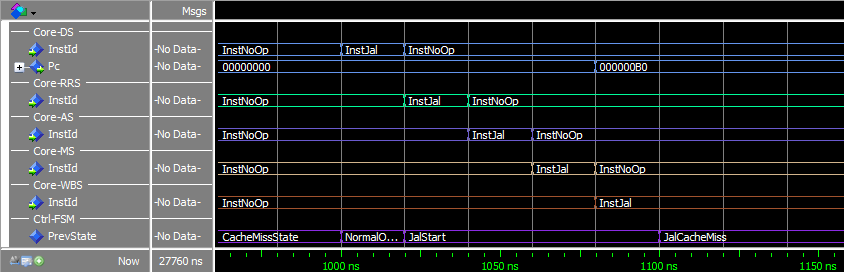 Msgs
Core-DS
InstId -No Data- InstNoOp InstJal InstNoOp
Pc -No Data- 00000000 000000B0
Core-RRS
InstId -No Data- InstNoOp InstJal InstNoOp
Core-AS
InstId -No Data- InstNoOp InstJal InstNoOp
Core-MS
InstId -No Data- InstNoOp InstJal InstNoOp
Core-WBS
InstId -No Data- InstNoOp InstJal
Ctrl-FSM
PrevState -No Data- CacheMissState NormalO... JalStart JalCacheMiss
Now 27760 ns 1000 ns 1050 ns 1100 ns 1150 ns